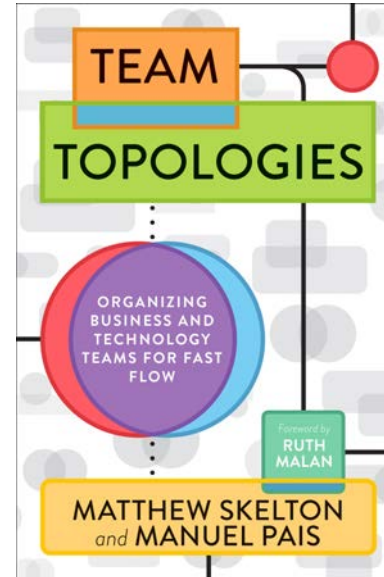 TEAM
TOPOLOGIES
ORGANIZING
BUSINESS AND
TECHNOLOGY
TEAMS FOR FAST
FLOW
Foreword by
RUTH
MALAN
MATTHEW SKELTON
and MANUEL PAIS